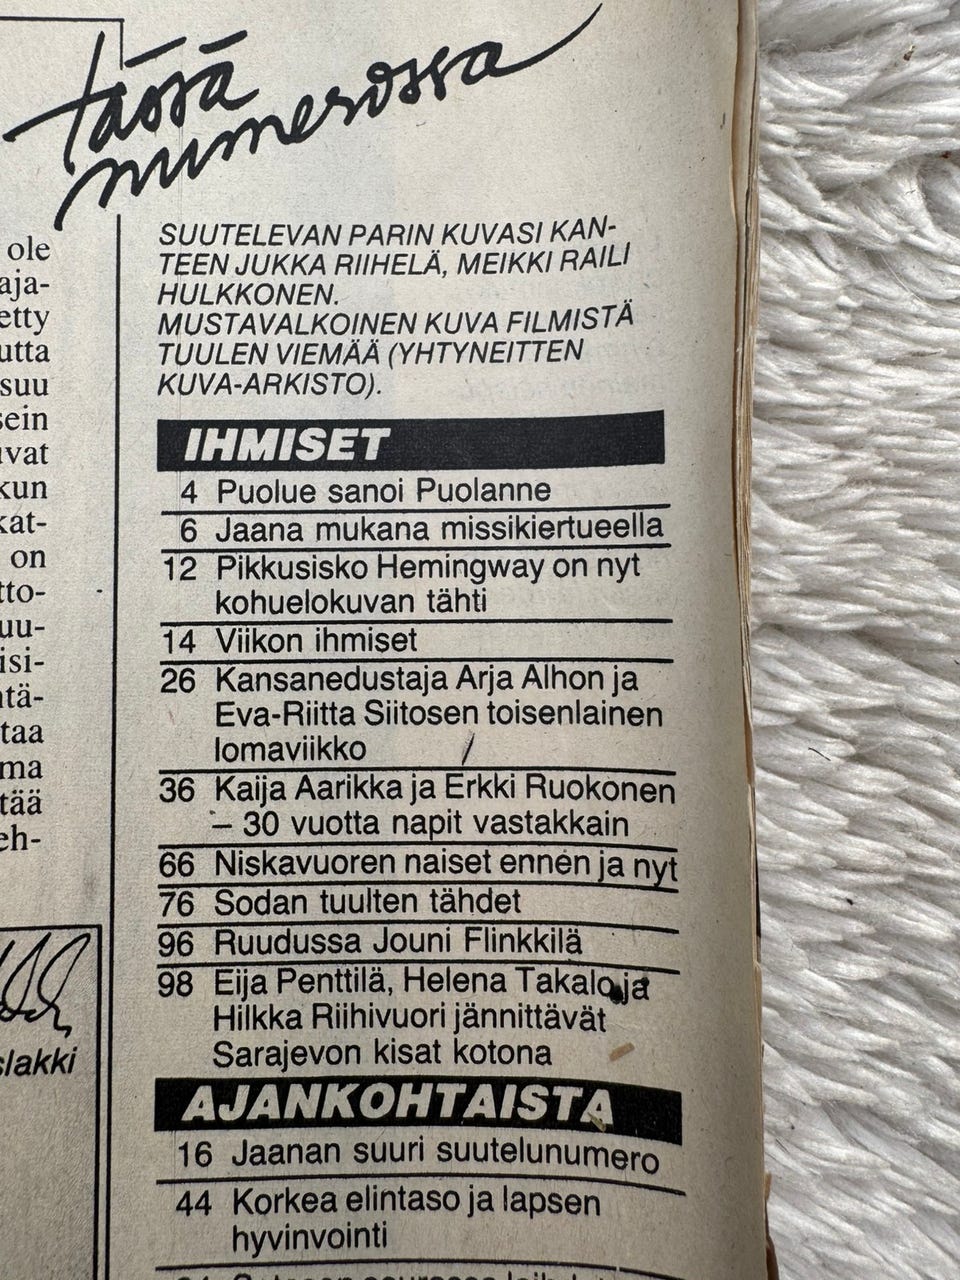 tässä
numerossa
ole
aja-
etty
utta
suu
sein
uvat
kun
kat-
on
tto-
uu-
isi-
ntä-
taa
ma
tää
eh-
slakki
SUUTELEVAN PARIN KUVASI KAN-
TEEN JUKKA RIIHELÄ, MEIKKI RAILI
HULKKONEN.
MUSTAVALKOINEN KUVA FILMISTÄ
TUULEN VIEMÄÄ (YHTYNEITTEN
KUVA-ARKISTO).
IHMISET
4 Puolue sanoi Puolanne
6 Jaana mukana missikiertueella
12 Pikkusisko Hemingway on nyt
kohuelokuvan tähti
14 Viikon ihmiset
26 Kansanedustaja Arja Alhon ja
Eva-Riitta Siitosen toisenlainen
lomaviikko
36 Kaija Aarikka ja Erkki Ruokonen
– 30 vuotta napit vastakkain
66 Niskavuoren naiset ennen ja nyt
76 Sodan tuulten tähdet
96 Ruudussa Jouni Flinkkilä
98 Eija Penttilä, Helena Takalo ja
Hilkka Riihivuori jännittävät
Sarajevon kisat kotona
AJANKOHTAISTA
16 Jaanan suuri suutelunumero
44 Korkea elintaso ja lapsen
hyvinvointi